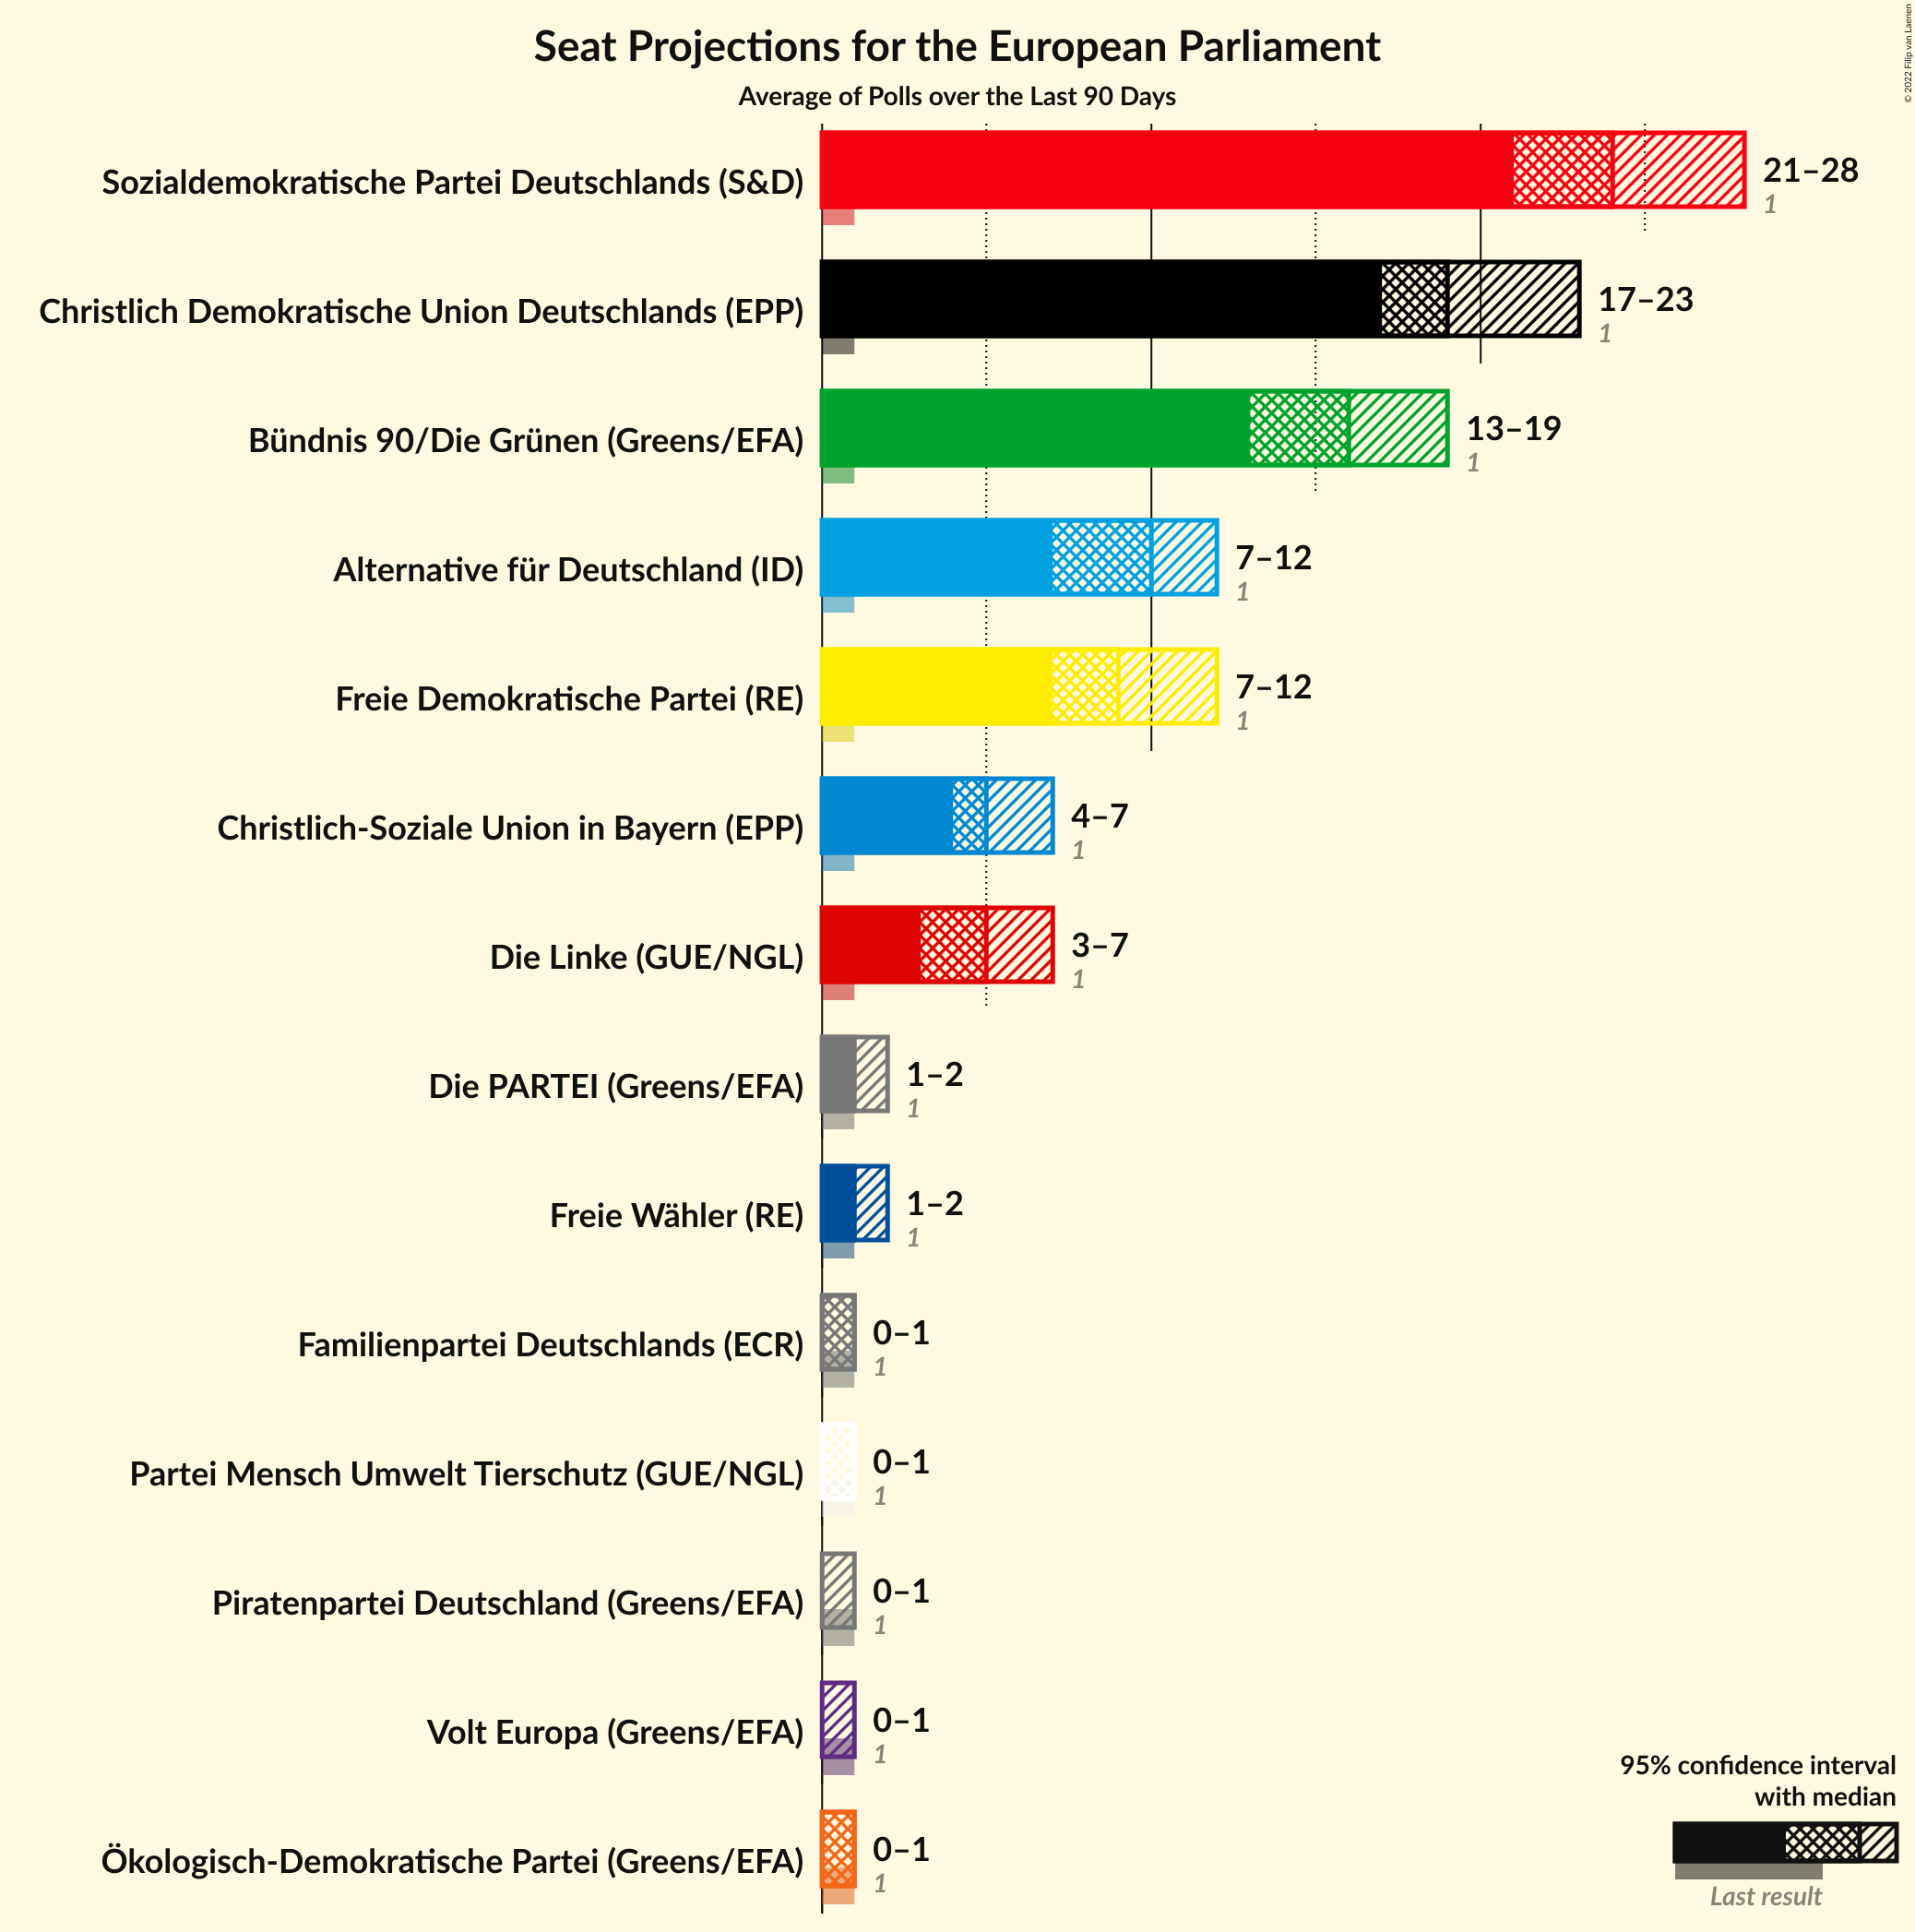 Seat Projections for the European Parliament
Average of Polls over the Last 90 Days
© 2022 Filip van Laenen
Sozialdemokratische Partei Deutschlands (S&D)
21–28
1
Christlich Demokratische Union Deutschlands (EPP)
17–23
1
Bündnis 90/Die Grünen (Greens/EFA)
13–19
1
Alternative für Deutschland (ID)
7–12
1
Freie Demokratische Partei (RE)
7–12
1
Christlich-Soziale Union in Bayern (EPP)
4–7
1
Die Linke (GUE/NGL)
3–7
1
Die PARTEI (Greens/EFA)
1–2
1
Freie Wähler (RE)
1–2
1
Familienpartei Deutschlands (ECR)
0–1
1
Partei Mensch Umwelt Tierschutz (GUE/NGL)
0–1
1
Piratenpartei Deutschland (Greens/EFA)
0–1
1
Volt Europa (Greens/EFA)
0–1
1
Ökologisch-Demokratische Partei (Greens/EFA)
0–1
1
95% confidence interval
with median
Last result